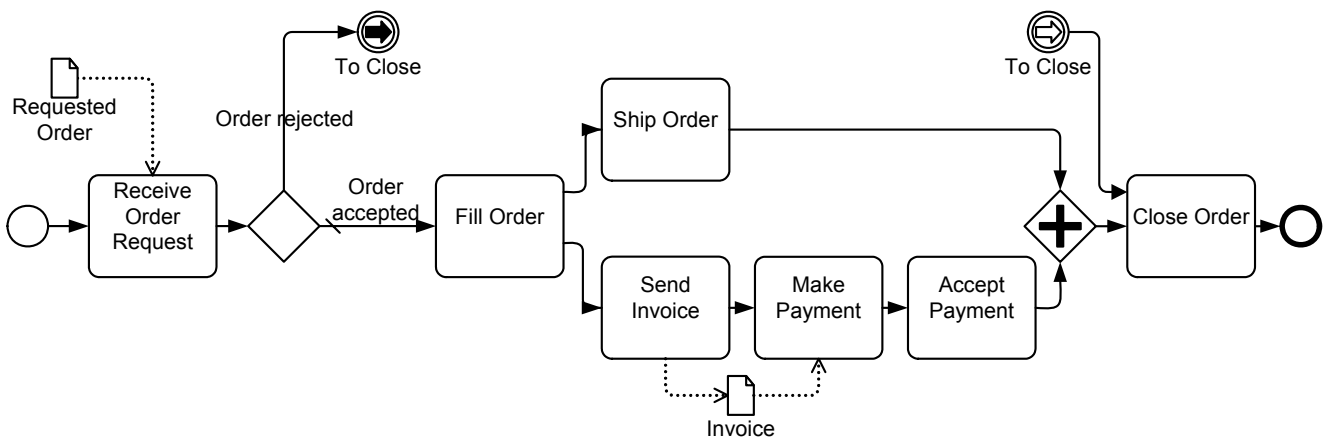 To Close
To Close
Requested
Order
Order rejected
Ship Order
Receive
Order
Request
Order
accepted
Fill Order
Close Order
Send
Invoice
Make
Payment
Accept
Payment
Invoice